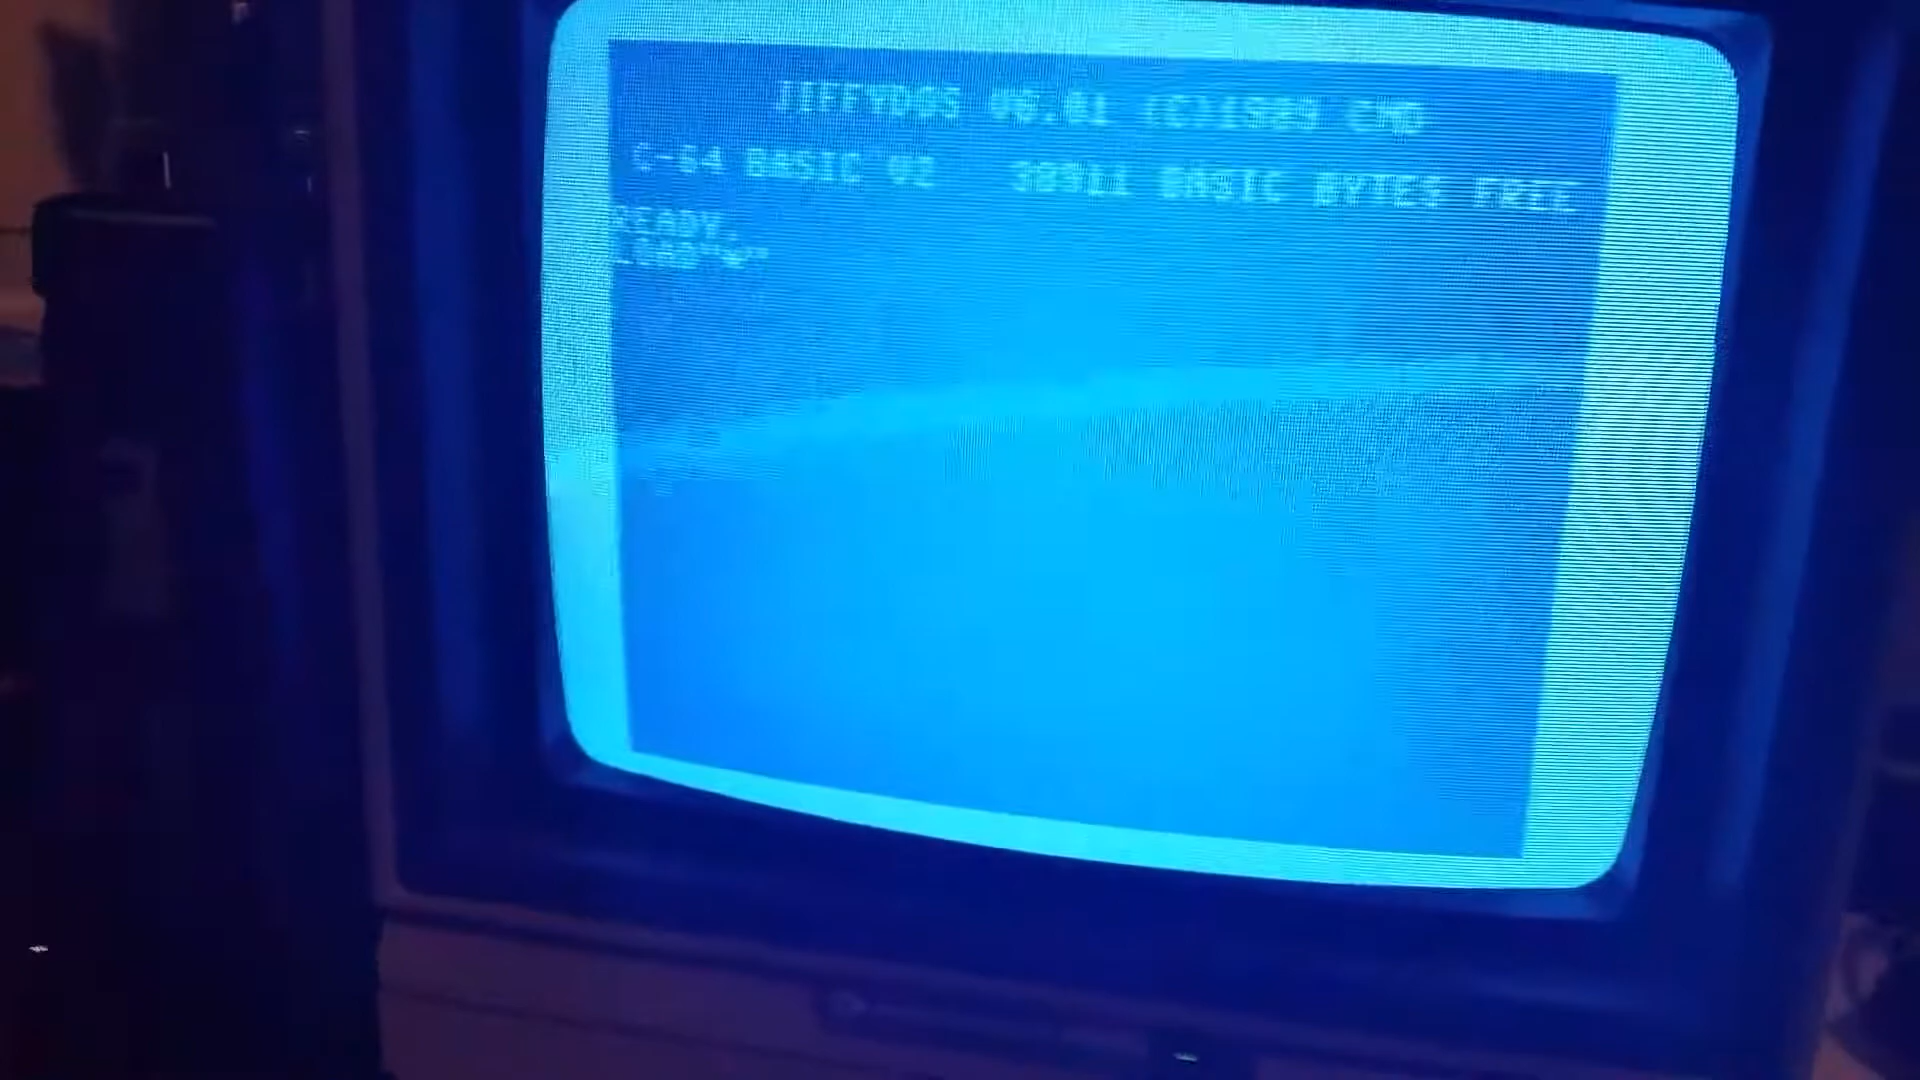 JIFFYDOS V6.01 (C)1989 CMD
C-64 BASIC V2   38911 BASIC BYTES FREE
READY.
LOAD"